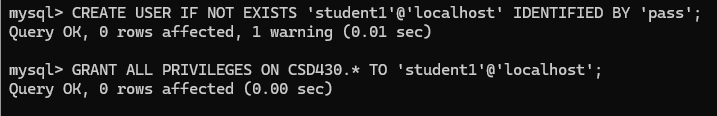 mysql> CREATE USER IF NOT EXISTS 'student1'@'localhost' IDENTIFIED BY 'pass';
Query OK, 0 rows affected, 1 warning (0.01 sec)
mysql> GRANT ALL PRIVILEGES ON CSD430.* TO 'student1'@'localhost';
Query OK, 0 rows affected (0.00 sec)